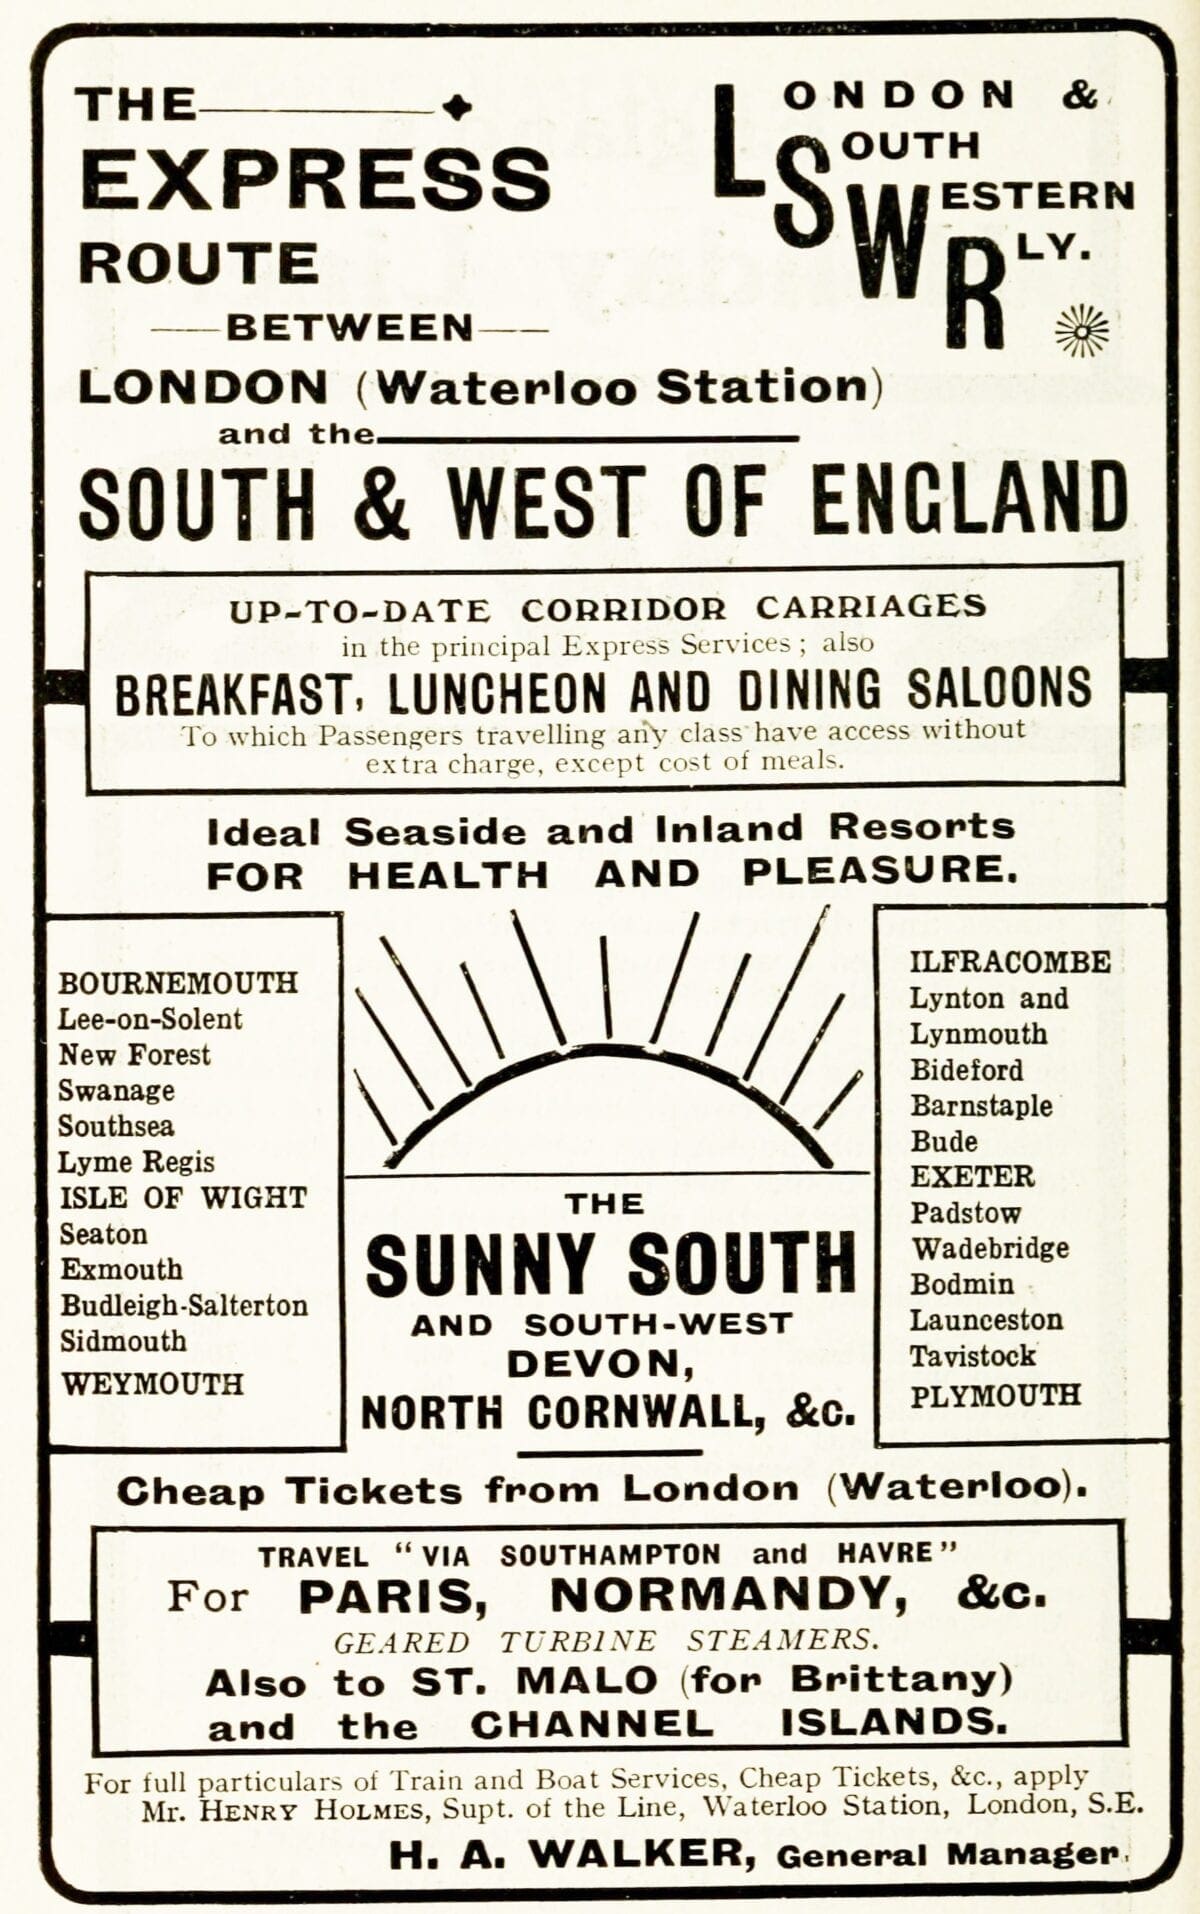 THE
EXPRESS
ROUTE
BETWEEN
LONDON & 
SOUTH
WESTERN
RLY.
LONDON (Waterloo Station)
and the
SOUTH & WEST OF ENGLAND
UP-TO-DATE CORRIDOR CARRIAGES
in the principal Express Services; also
BREAKFAST, LUNCHEON AND DINING SALOONS
To which Passengers travelling any class have access without
extra charge, except cost of meals.
Ideal Seaside and Inland Resorts
FOR HEALTH AND PLEASURE.
BOURNEMOUTH
Lee-on-Solent
New Forest
Swanage
Southsea
Lyme Regis
ISLE OF WIGHT
Seaton
Exmouth
Budleigh-Salterton
Sidmouth
WEYMOUTH
THE
SUNNY SOUTH
AND SOUTH-WEST
DEVON,
NORTH CORNWALL, &c.
ILFRACOMBE
Lynton and
Lynmouth
Bideford
Barnstaple
Bude
EXETER
Padstow
Wadebridge
Bodmin
Launceston
Tavistock
PLYMOUTH
Cheap Tickets from London (Waterloo).
TRAVEL "VIA SOUTHAMPTON and HAVRE"
For PARIS, NORMANDY, &c.
GEARED TURBINE STEAMERS.
Also to ST. MALO (for Brittany)
and the CHANNEL ISLANDS.
For full particulars of Train and Boat Services, Cheap Tickets, &c., apply
Mr. HENRY HOLMES, Supt. of the Line, Waterloo Station, London, S.E.
H. A. WALKER, General Manager.